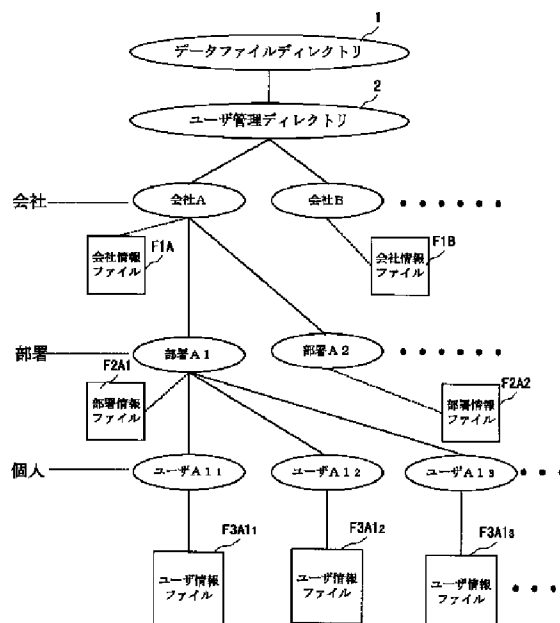 1
データファイルディレクトリ
2
ユーザ管理ディレクトリ
会社
会社A
会社B
・・・・・・
F1A
会社情報
ファイル
F1B
会社情報
ファイル
部署
部署A1
部署A2
・・・・・・
F2A1
部署情報
ファイル
F2A2
部署情報
ファイル
個人
ユーザA11
ユーザA12
ユーザA13
・・・・
F3A11
ユーザ情報
ファイル
F3A12
ユーザ情報
ファイル
F3A13
ユーザ情報
ファイル
・・・・